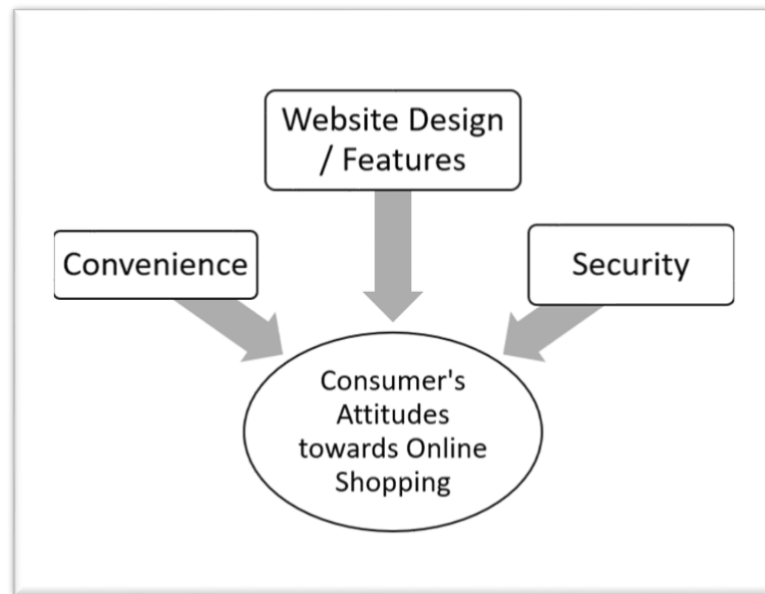 Website Design
/ Features
Convenience
Security
Consumer's
Attitudes
towards Online
Shopping